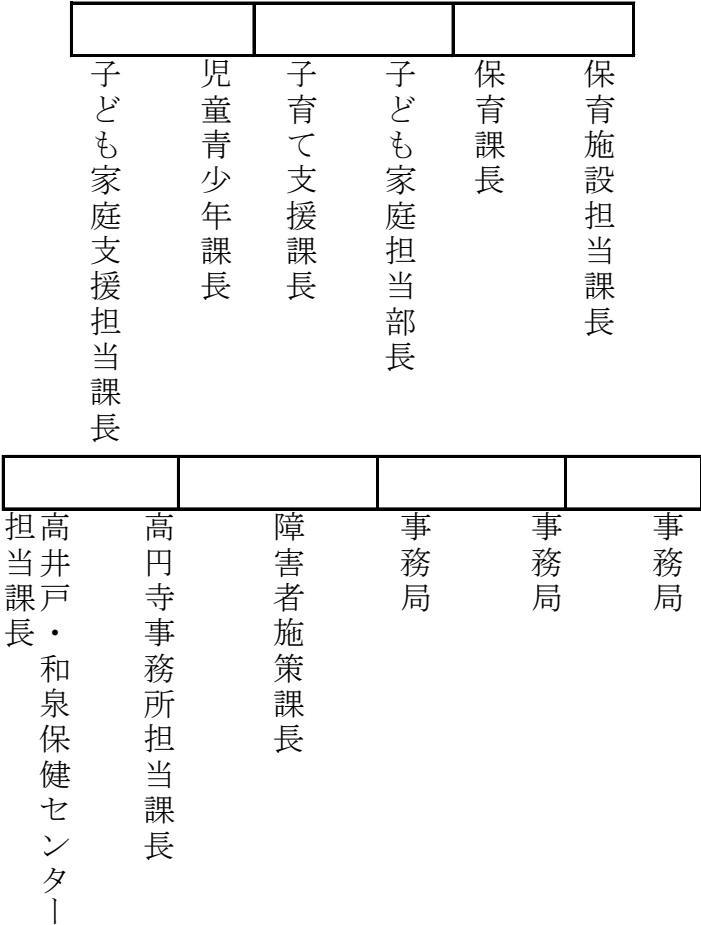 保育施設担当課長
保育課長
子ども家庭担当部長
子育て支援課長
児童青少年課長
子ども家庭支援担当課長
事務局
事務局
事務局
障害者施策課長
高円寺事務所担当課長
高井戸・和泉保健センター
担当課長